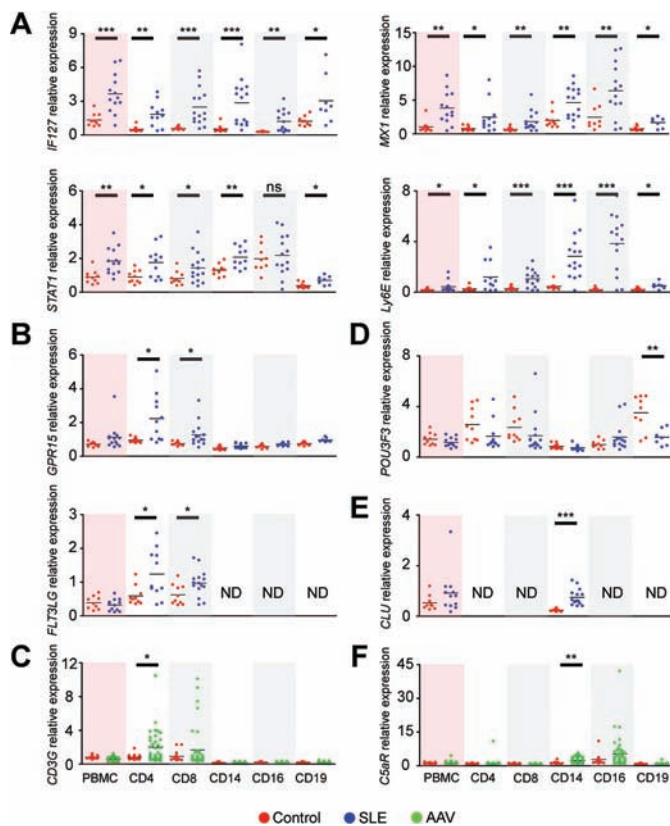 A
IF127 relative expression
9
6
3
0
*** ** *** *** ** *
MX1 relative expression
15
10
5
0
** * ** ** ** *
STAT1 relative expression
6
4
2
0
** * * ** ns *
Ly6E relative expression
8
4
0
* * *** *** *** *
B
GPR15 relative expression
6
4
2
0
* *
D
POU3F3 relative expression
8
4
0
**
FLT3LG relative expression
3
2
1
0
* *
ND ND ND
E
CLU relative expression
4
2
0
***
ND ND ND ND
C
CD3G relative expression
12
8
4
0
*
PBMC CD4 CD8 CD14 CD16 CD19
F
C5aR relative expression
45
30
15
0
**
PBMC CD4 CD8 CD14 CD16 CD19
Control SLE AAV